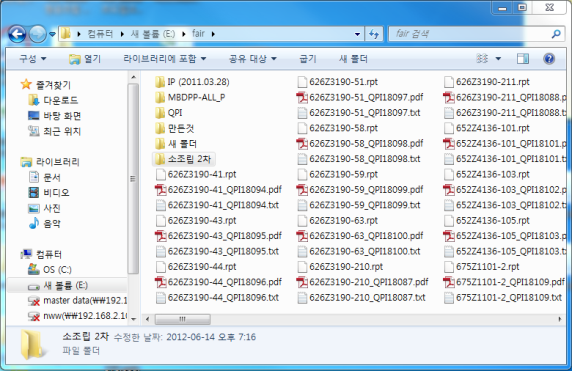 컴퓨터 ▸ 새 볼륨 (E:) ▸ fair ▸
fair 검색
구성 열기 라이브러리에 포함 공유 대상 굽기 새 폴더
즐겨찾기
다운로드
바탕 화면
최근 위치
라이브러리
문서
비디오
사진
음악
컴퓨터
OS (C:)
새 볼륨 (E:)
master data(₩₩192.1
nww(₩₩192.168.2.10
IP (2011.03.28)
MBDPP-ALL_P
QPI
만든것
새 폴더
소조립 2차
626Z3190-41.rpt
626Z3190-41_QPI18094.pdf
626Z3190-41_QPI18094.txt
626Z3190-43.rpt
626Z3190-43_QPI18095.pdf
626Z3190-43_QPI18095.txt
626Z3190-44.rpt
626Z3190-44_QPI18096.pdf
626Z3190-44_QPI18096.txt
626Z3190-51.rpt
626Z3190-51_QPI18097.pdf
626Z3190-51_QPI18097.txt
626Z3190-58.rpt
626Z3190-58_QPI18098.pdf
626Z3190-58_QPI18098.txt
626Z3190-59.rpt
626Z3190-59_QPI18099.pdf
626Z3190-59_QPI18099.txt
626Z3190-63.rpt
626Z3190-63_QPI18100.pdf
626Z3190-63_QPI18100.txt
626Z3190-210.rpt
626Z3190-210_QPI18087.pdf
626Z3190-210_QPI18087.txt
626Z3190-211.rpt
626Z3190-211_QPI18088.p
626Z3190-211_QPI18088.t
652Z4136-101.rpt
652Z4136-101_QPI18101.p
652Z4136-101_QPI18101.t
652Z4136-103.rpt
652Z4136-103_QPI18102.p
652Z4136-103_QPI18102.t
652Z4136-105.rpt
652Z4136-105_QPI18103.p
652Z4136-105_QPI18103.t
675Z1101-2.rpt
675Z1101-2_QPI18109.pdf
675Z1101-2_QPI18109.txt
소조립 2차 수정한 날짜: 2012-06-14 오후 7:16
파일 폴더